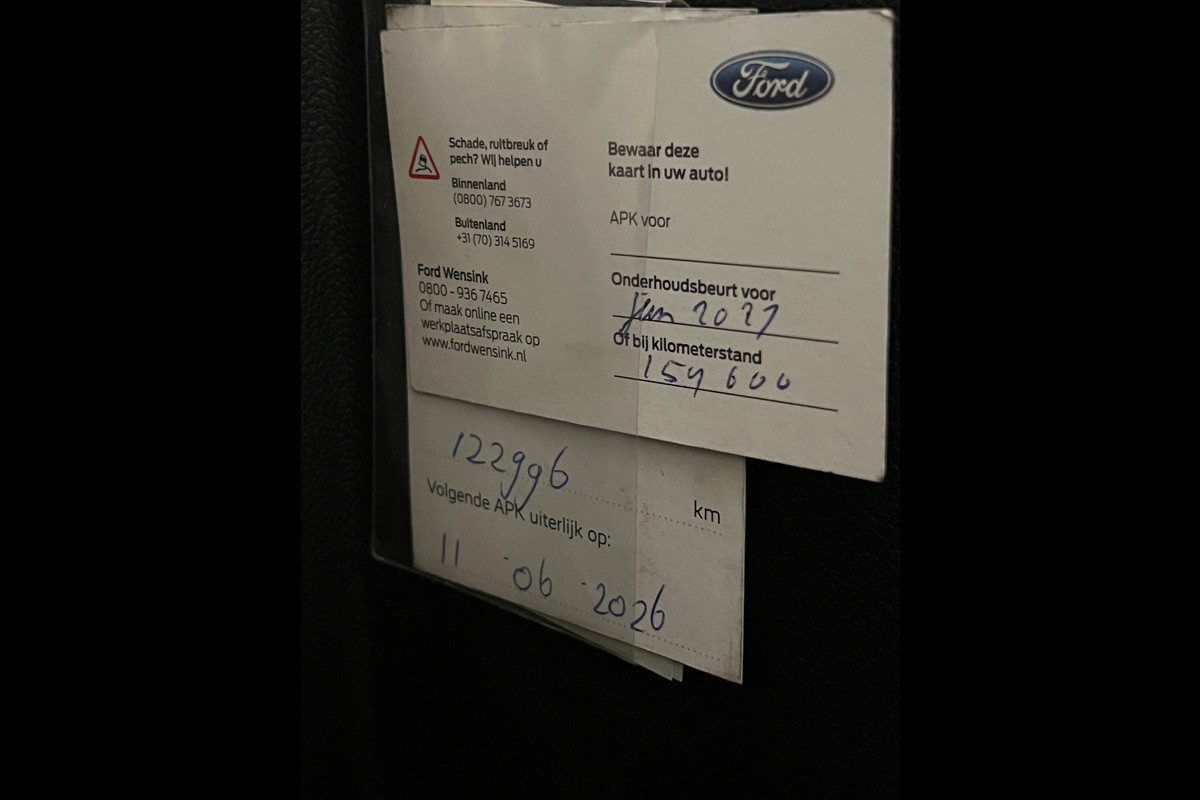 Ford
Schade, ruitbreuk of
pech? Wij helpen u
Binnenland
(0800) 767 3673
Buitenland
+31 (70) 314 5169
Ford Wensink
0800 - 936 7465
Of maak online een
werkplaatsafspraak op
www.fordwensink.nl
Bewaar deze
kaart in uw auto!
APK voor
Onderhoudsbeurt voor
2027
Of bij kilometerstand
154 600
122996
km
Volgende APK uiterlijk op:
11 - 06 - 2026